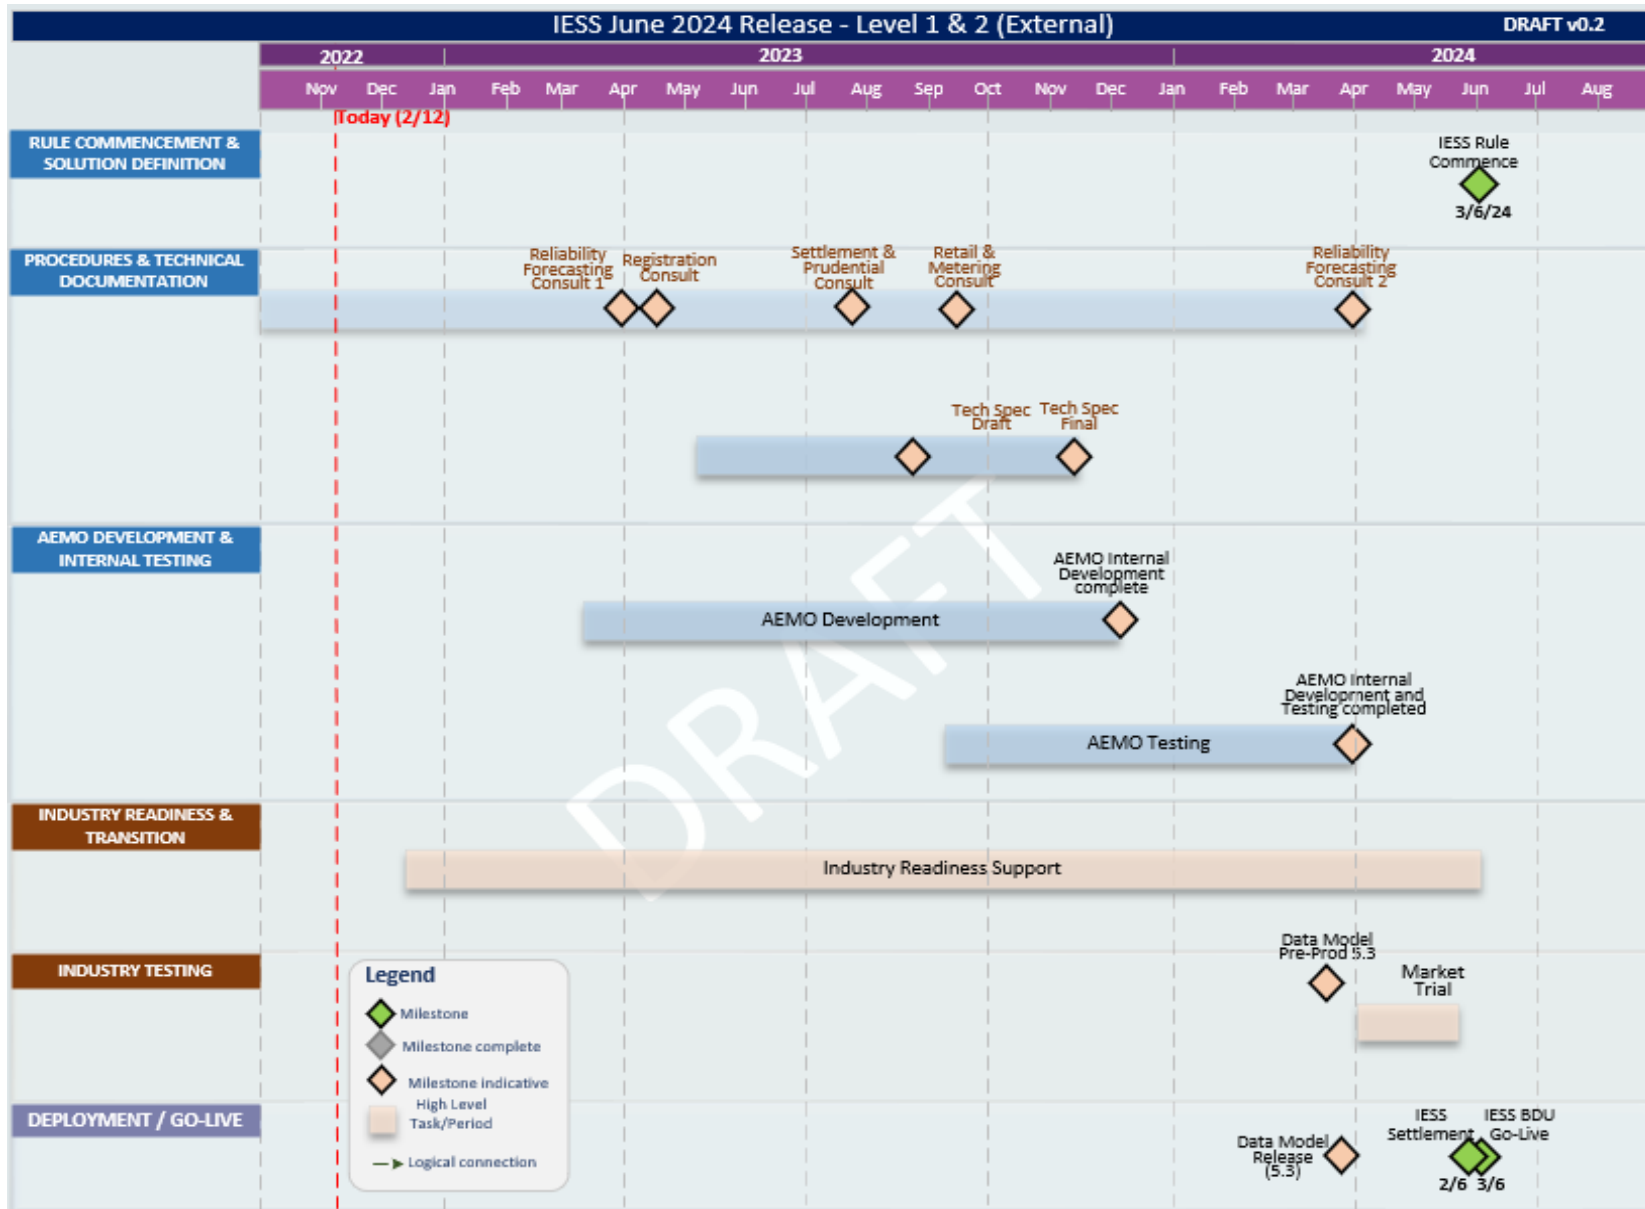 IESS June 2024 Release - Level 1 & 2 (External)
DRAFT v0.2
2022
2023
2024
Nov Dec Jan Feb Mar Apr May Jun Jul Aug Sep Oct Nov Dec Jan Feb Mar Apr May Jun Jul Aug
Today (2/12)
RULE COMMENCEMENT &
SOLUTION DEFINITION
IESS Rule
Commence
3/6/24
PROCEDURES & TECHNICAL
DOCUMENTATION
Reliability
Forecasting
Consult 1
Registration
Consult
Settlement &
Prudential
Consult
Retail &
Metering
Consult
Reliability
Forecasting
Consult 2
Tech Spec
Draft
Tech Spec
Final
AEMO DEVELOPMENT &
INTERNAL TESTING
AEMO Internal
Development
complete
AEMO Development
AEMO Internal
Development and
Testing completed
AEMO Testing
DRAFT
INDUSTRY READINESS &
TRANSITION
Industry Readiness Support
INDUSTRY TESTING
Data Model
Pre-Prod 5.3
Market
Trial
Legend
Milestone
Milestone complete
Milestone indicative
High Level
Task/Period
Logical connection
DEPLOYMENT / GO-LIVE
Data Model
Release
(5.3)
IESS
Settlement
IESS BDU
Go-Live
2/6 3/6